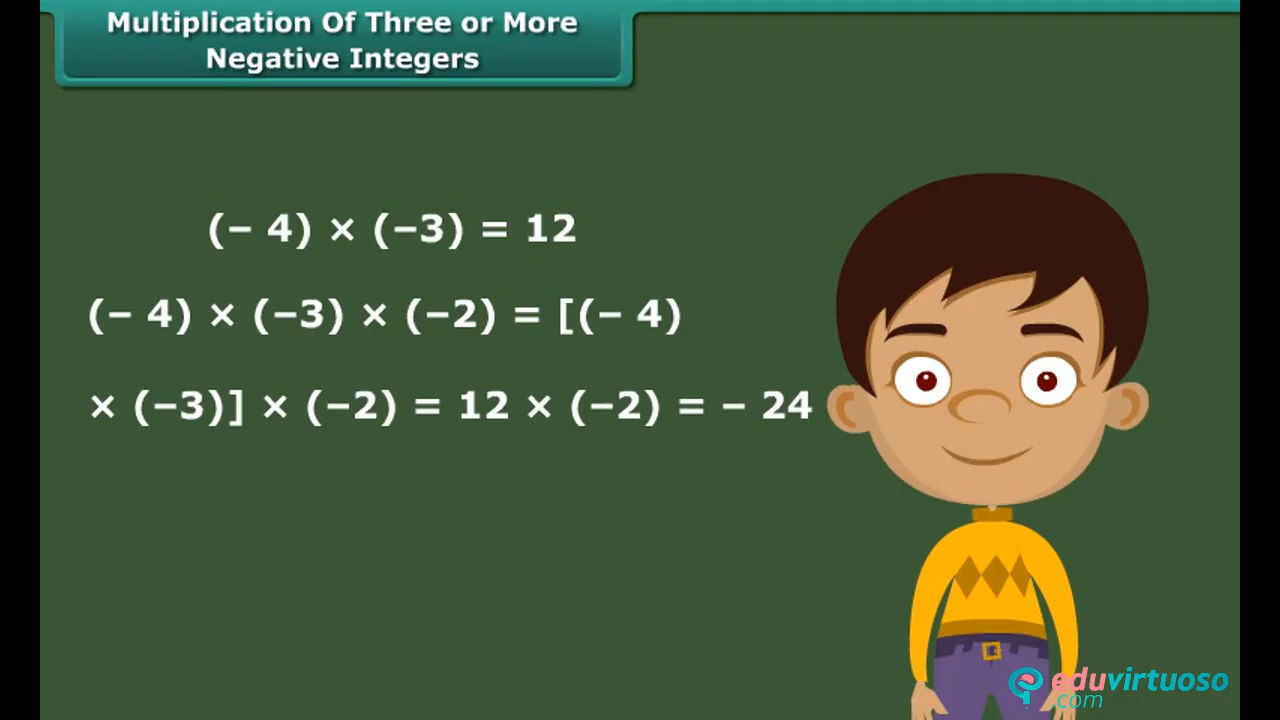 Multiplication Of Three or More
Negative Integers
(– 4) × (–3) = 12
(– 4) × (–3) × (–2) = [(– 4)
× (–3)] × (–2) = 12 × (–2) = – 24
eduvirtuoso
.com